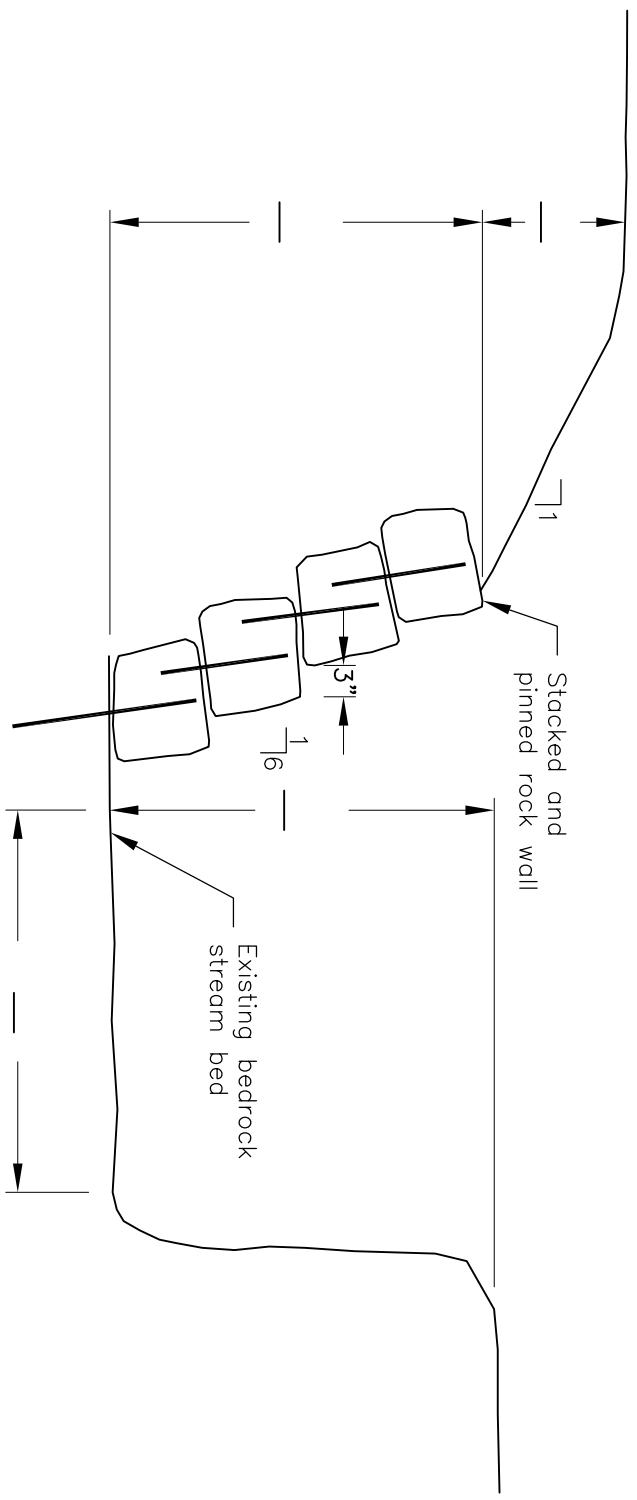 Stacked and
pinned rock wall
1
3"
1
6
Existing bedrock
stream bed